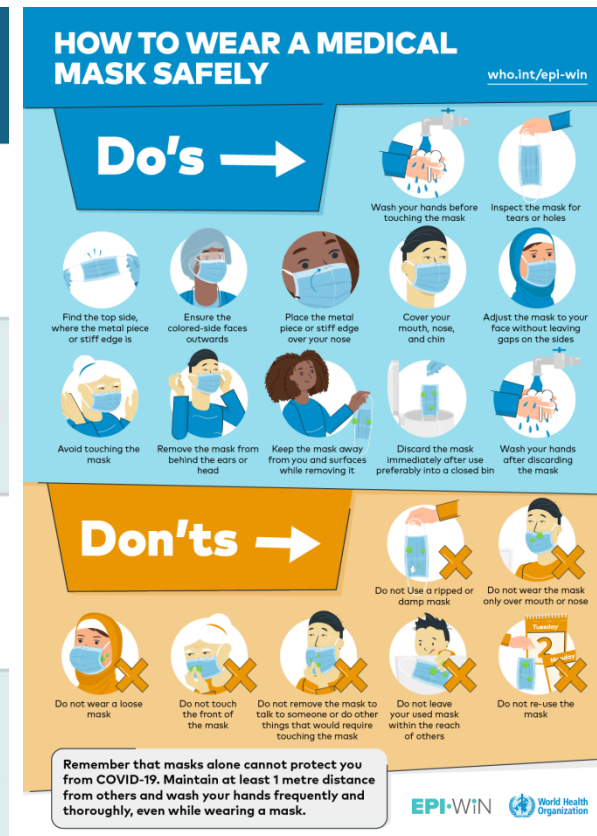 HOW TO WEAR A MEDICAL
MASK SAFELY
who.int/epi-win
Do's
Wash your hands before
touching the mask
Inspect the mask for
tears or holes
Find the top side,
where the metal piece
or stiff edge is
Ensure the
colored-side faces
outwards
Place the metal
piece or stiff edge
over your nose
Cover your
mouth, nose,
and chin
Adjust the mask to your
face without leaving
gaps on the sides
Avoid touching the
mask
Remove the mask from
behind the ears or
head
Keep the mask away
from you and surfaces
while removing it
Discard the mask
immediately after use
preferably into a closed bin
Wash your hands
after discarding
the mask
Don'ts
Do not Use a ripped or
damp mask
Do not wear the mask
only over mouth or nose
Do not wear a loose
mask
Do not touch
the front of
the mask
Do not remove the mask to
talk to someone or do other
things that would require
touching the mask
Do not leave
your used mask
within the reach
of others
Tuesday
2
Monday
Do not re-use the
mask
Remember that masks alone cannot protect you
from COVID-19. Maintain at least 1 metre distance
from others and wash your hands frequently and
thoroughly, even while wearing a mask.
EPI•WiN
World Health
Organization